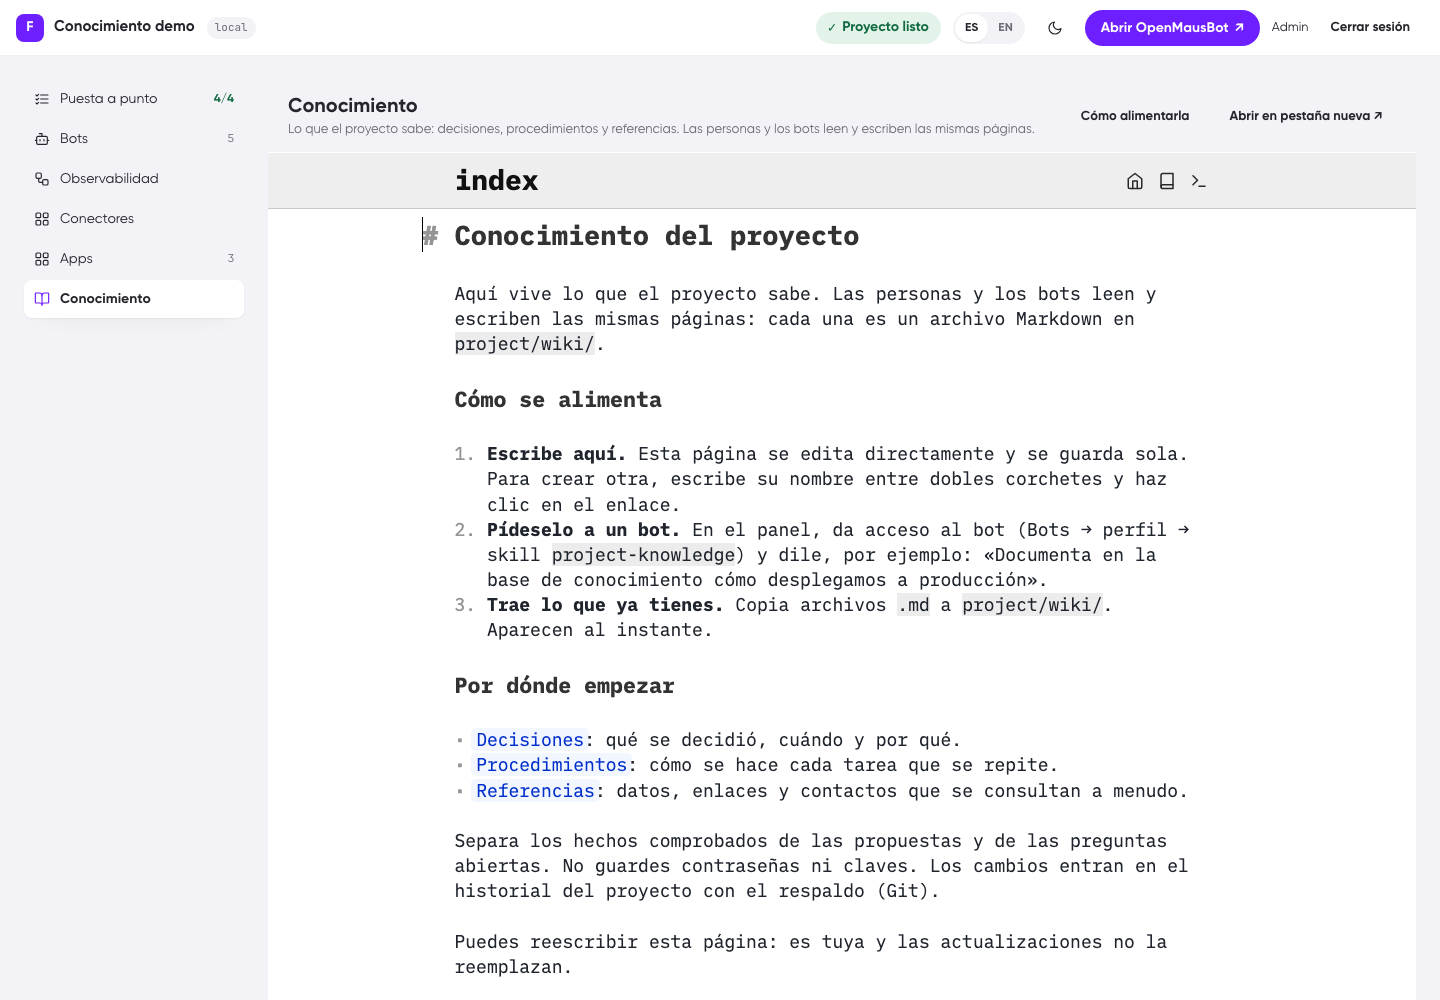 F Conocimiento demo local ✓ Proyecto listo ES EN Abrir OpenMausBot ↗ Admin Cerrar sesión
Puesta a punto 4/4
Bots 5
Observabilidad
Conectores
Apps 3
Conocimiento
Conocimiento
Lo que el proyecto sabe: decisiones, procedimientos y referencias. Las personas y los bots leen y escriben las mismas páginas.
Cómo alimentarla Abrir en pestaña nueva ↗
index
# Conocimiento del proyecto
Aquí vive lo que el proyecto sabe. Las personas y los bots leen y
escriben las mismas páginas: cada una es un archivo Markdown en
project/wiki/.
Cómo se alimenta
1. Escribe aquí. Esta página se edita directamente y se guarda sola.
Para crear otra, escribe su nombre entre dobles corchetes y haz
clic en el enlace.
2. Pídeselo a un bot. En el panel, da acceso al bot (Bots → perfil →
skill project-knowledge) y dile, por ejemplo: «Documenta en la
base de conocimiento cómo desplegamos a producción».
3. Trae lo que ya tienes. Copia archivos .md a project/wiki/.
Aparecen al instante.
Por dónde empezar
• Decisiones: qué se decidió, cuándo y por qué.
• Procedimientos: cómo se hace cada tarea que se repite.
• Referencias: datos, enlaces y contactos que se consultan a menudo.
Separa los hechos comprobados de las propuestas y de las preguntas
abiertas. No guardes contraseñas ni claves. Los cambios entran en el
historial del proyecto con el respaldo (Git).
Puedes reescribir esta página: es tuya y las actualizaciones no la
reemplazan.